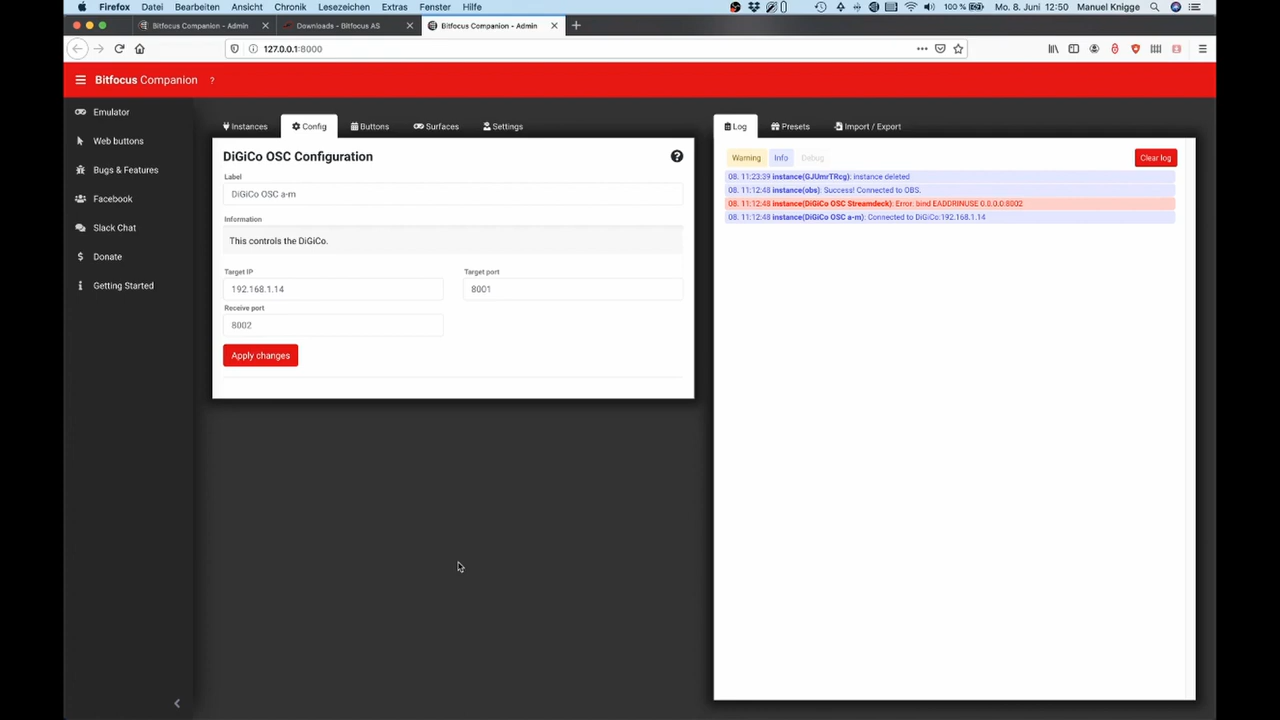 Firefox Datei Bearbeiten Ansicht Chronik Lesezeichen Extras Fenster Hilfe 100 % Mo. 8. Juni 12:50 Manuel Knigge
Bitfocus Companion - Admin Downloads - Bitfocus AS Bitfocus Companion - Admin
127.0.0.1:8000
Bitfocus Companion ?
Emulator
Web buttons
Bugs & Features
Facebook
Slack Chat
Donate
Getting Started
Instances Config Buttons Surfaces Settings
DiGiCo OSC Configuration
Label
DiGiCo OSC a-m
Information
This controls the DiGiCo.
Target IP Target port
192.168.1.14 8001
Receive port
8002
Apply changes
Log Presets Import / Export
Warning Info Debug Clear log
08. 11:23:39 instance(GJUmrTRcg): instance deleted
08. 11:12:48 instance(obs): Success! Connected to OBS.
08. 11:12:48 instance(DiGiCo OSC Streamdeck): Error: bind EADDRINUSE 0.0.0.0:8002
08. 11:12:48 instance(DiGiCo OSC a-m): Connected to DiGiCo:192.168.1.14